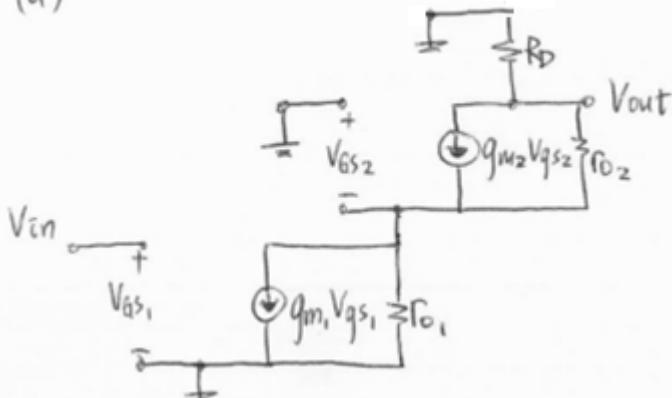 (a)
RD
Vout
+
VGS2
gm2Vgs2
ro2
-
Vin
+
VGS1
gm1Vgs1
ro1
-